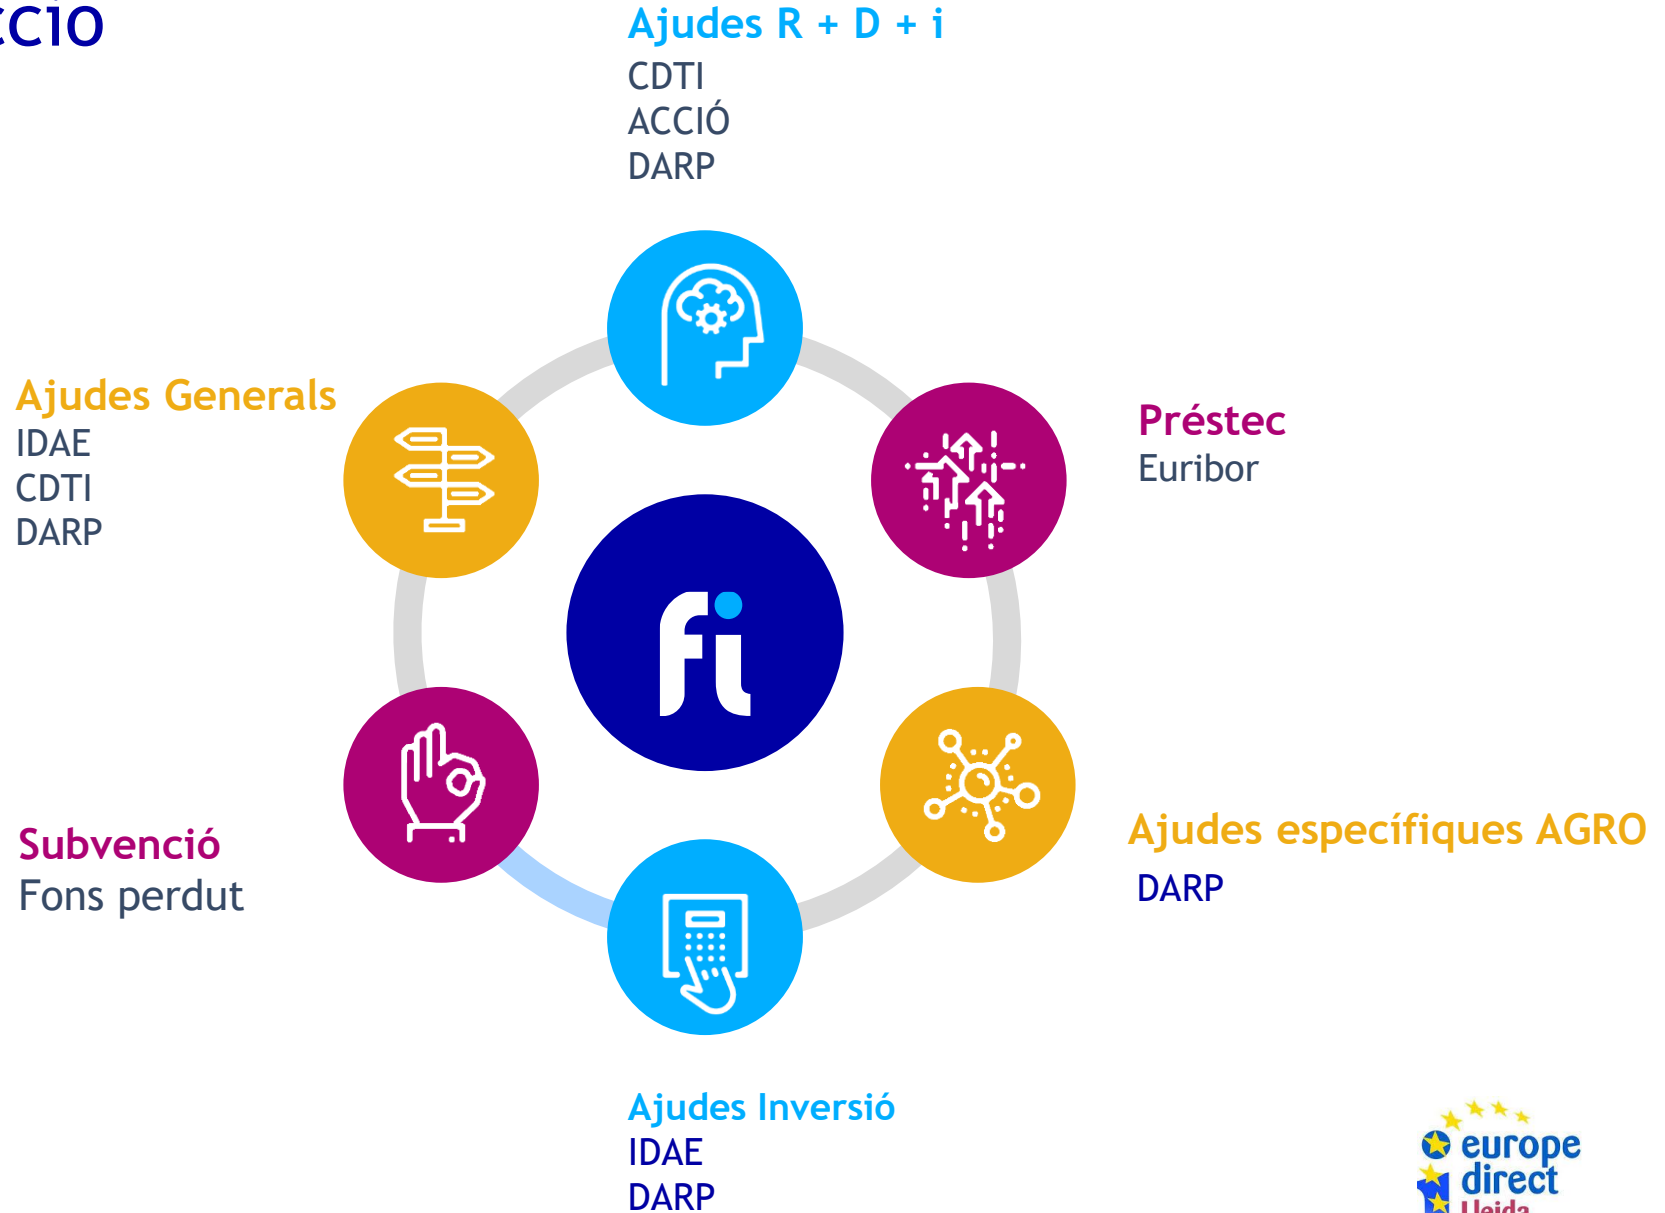 Ajudes R + D + i
CDTI
ACCIÓ
DARP
Ajudes Generals
IDAE
CDTI
DARP
Préstec
Euribor
fi
Subvenció
Fons perdut
Ajudes específiques AGRO
DARP
Ajudes Inversió
IDAE
DARP
europe
direct
Lleida